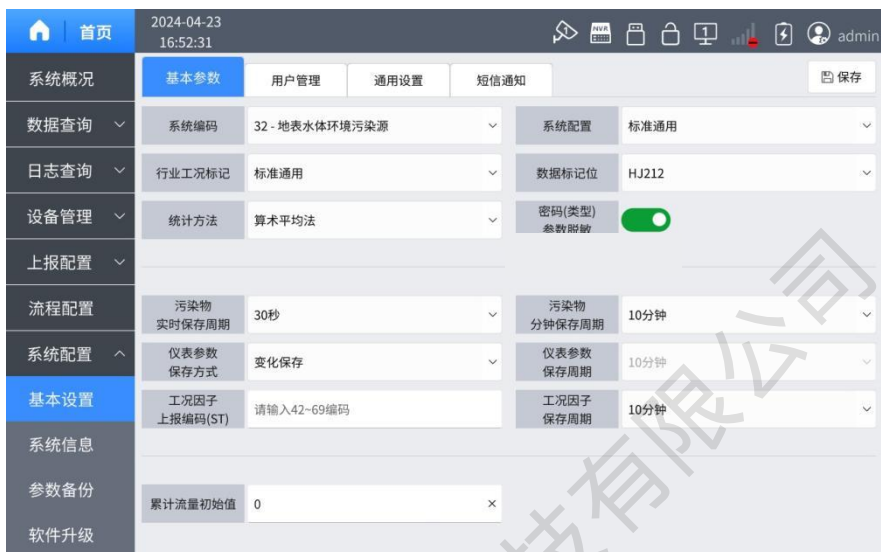 首页
2024-04-23
16:52:31
NVR
1
admin
系统概况
数据查询
日志查询
设备管理
上报配置
流程配置
系统配置
基本设置
系统信息
参数备份
软件升级
基本参数
用户管理
通用设置
短信通知
保存
系统编码
32 - 地表水体环境污染源
系统配置
标准通用
行业工况标记
标准通用
数据标记位
HJ212
统计方法
算术平均法
密码(类型)
参数脱敏
污染物
实时保存周期
30秒
污染物
分钟保存周期
10分钟
仪表参数
保存方式
变化保存
仪表参数
保存周期
10分钟
工况因子
上报编码(ST)
请输入42~69编码
工况因子
保存周期
10分钟
累计流量初始值
0
技有限公司